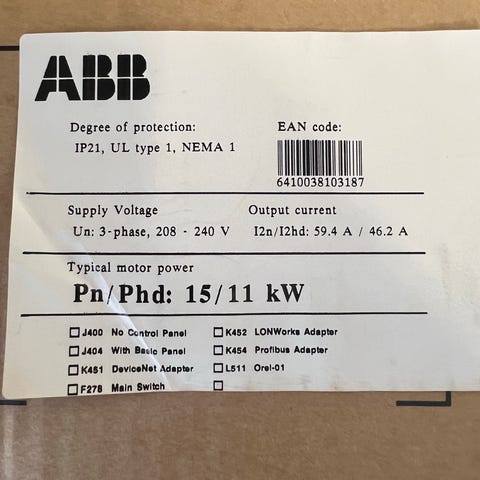 ABB
Degree of protection: EAN code:
IP21, UL type 1, NEMA 1
6410038103187
Supply Voltage Output current
Un: 3-phase, 208 - 240 V I2n/I2hd: 59.4 A / 46.2 A
Typical motor power
Pn/Phd: 15/11 kW
J400 No Control Panel K452 LONWorks Adapter
J404 With Basic Panel K454 Profibus Adapter
K451 DeviceNet Adapter L511 Orel-01
F278 Main Switch